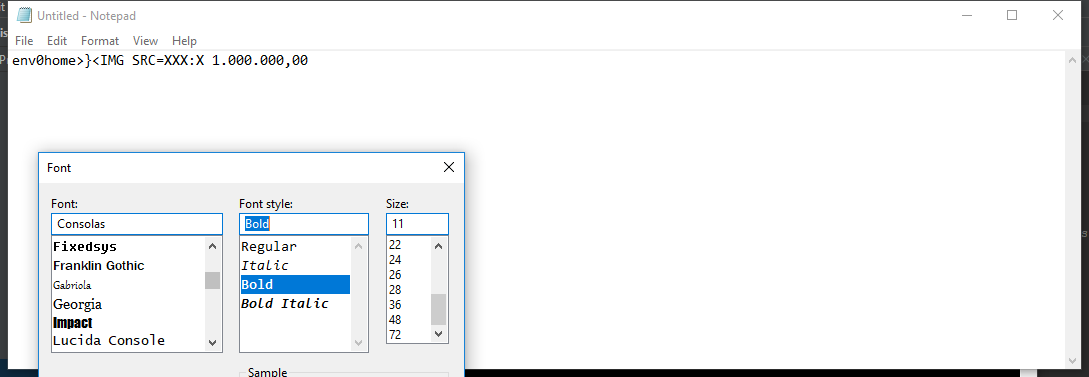 Untitled - Notepad
File Edit Format View Help
env0home>}<IMG SRC=XXX:X 1.000.000,00
Font
Font: Font style: Size:
Consolas Bold 11
Fixedsys
Franklin Gothic
Gabriola
Georgia
Impact
Lucida Console
Regular
Italic
Bold
Bold Italic
22
24
26
28
36
48
72
Sample